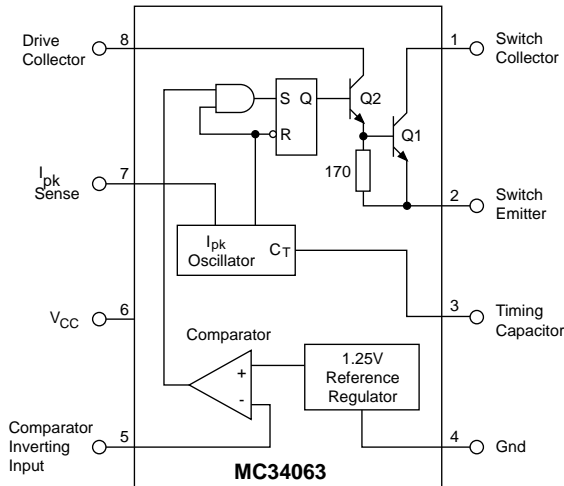 Drive
Collector
8
1
Switch
Collector
S
Q
R
Q2
Q1
170
Ipk
Sense
7
2
Switch
Emitter
Ipk
Oscillator
CT
VCC
6
3
Timing
Capacitor
Comparator
+
-
1.25V
Reference
Regulator
Comparator
Inverting
Input
5
4
Gnd
MC34063